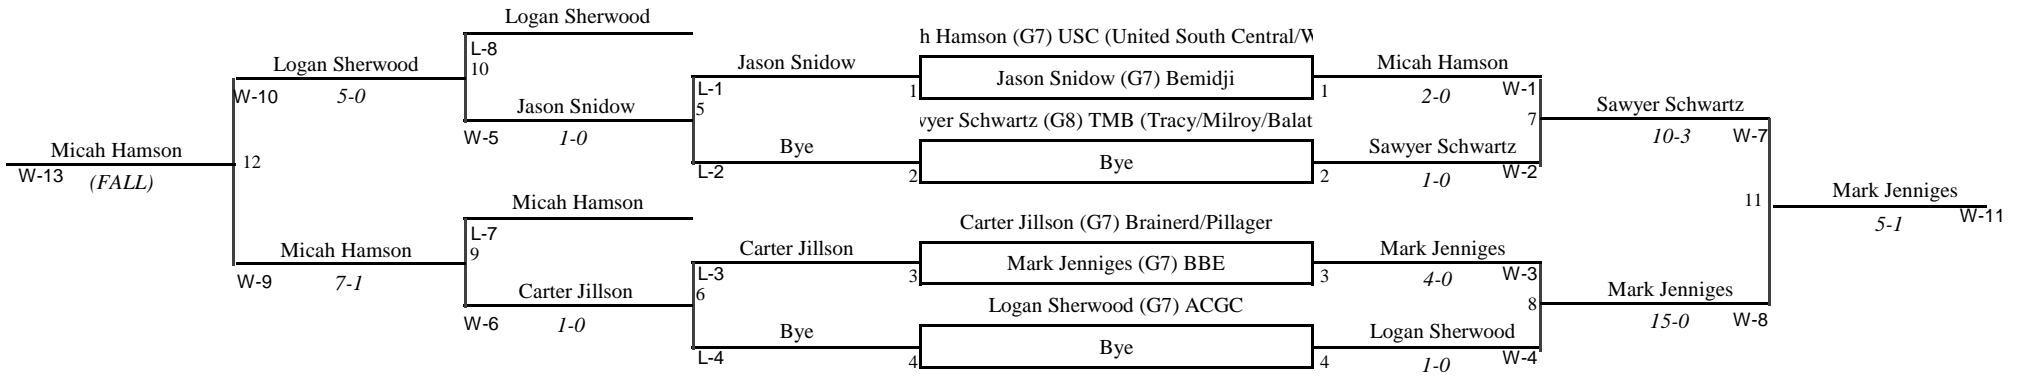 Logan Sherwood
h Hamson (G7) USC (United South Central/W
L-8
10
Logan Sherwood
Jason Snidow
Jason Snidow (G7) Bemidji
Micah Hamson
W-10
5-0
L-1
1
1
2-0
W-1
Jason Snidow
5
Sawyer Schwartz
wyer Schwartz (G8) TMB (Tracy/Milroy/Balat
7
W-5
1-0
10-3
W-7
Micah Hamson
12
Bye
Bye
Sawyer Schwartz
W-13
(FALL)
L-2
2
2
1-0
W-2
Micah Hamson
11
Mark Jenniges
5-1
W-11
L-7
9
Carter Jillson (G7) Brainerd/Pillager
Micah Hamson
Carter Jillson
Mark Jenniges (G7) BBE
Mark Jenniges
W-9
7-1
L-3
3
3
4-0
W-3
Carter Jillson
6
Logan Sherwood (G7) ACGC
8
Mark Jenniges
W-6
1-0
15-0
W-8
Bye
Bye
Logan Sherwood
L-4
4
4
1-0
W-4